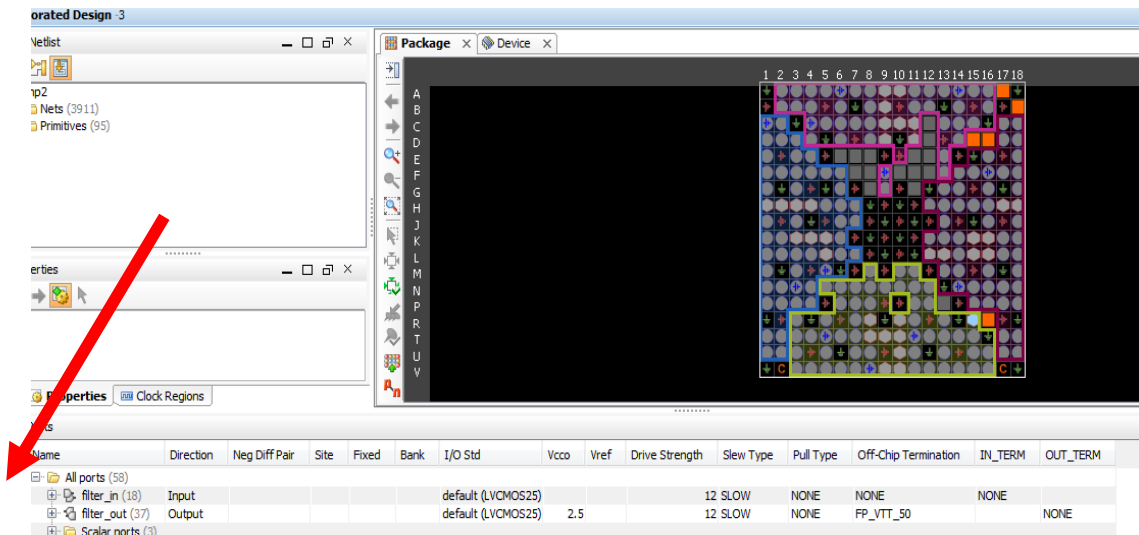 orated Design -3
Netlist
Package × Device ×
1 2 3 4 5 6 7 8 9 10 11 12 13 14 15 16 17 18
Nets (3911)
Primitives (95)
A
B
C
D
E
F
G
H
J
K
L
M
N
P
R
T
U
V
C C
erties
Properties Clock Regions
Name Direction Neg Diff Pair Site Fixed Bank I/O Std Vcco Vref Drive Strength Slew Type Pull Type Off-Chip Termination IN_TERM OUT_TERM
All ports (58)
filter_in (18) Input default (LVCMOS25) 12 SLOW NONE NONE NONE
filter_out (37) Output default (LVCMOS25) 2.5 12 SLOW NONE FP_VTT_50 NONE
Scalar ports (3)